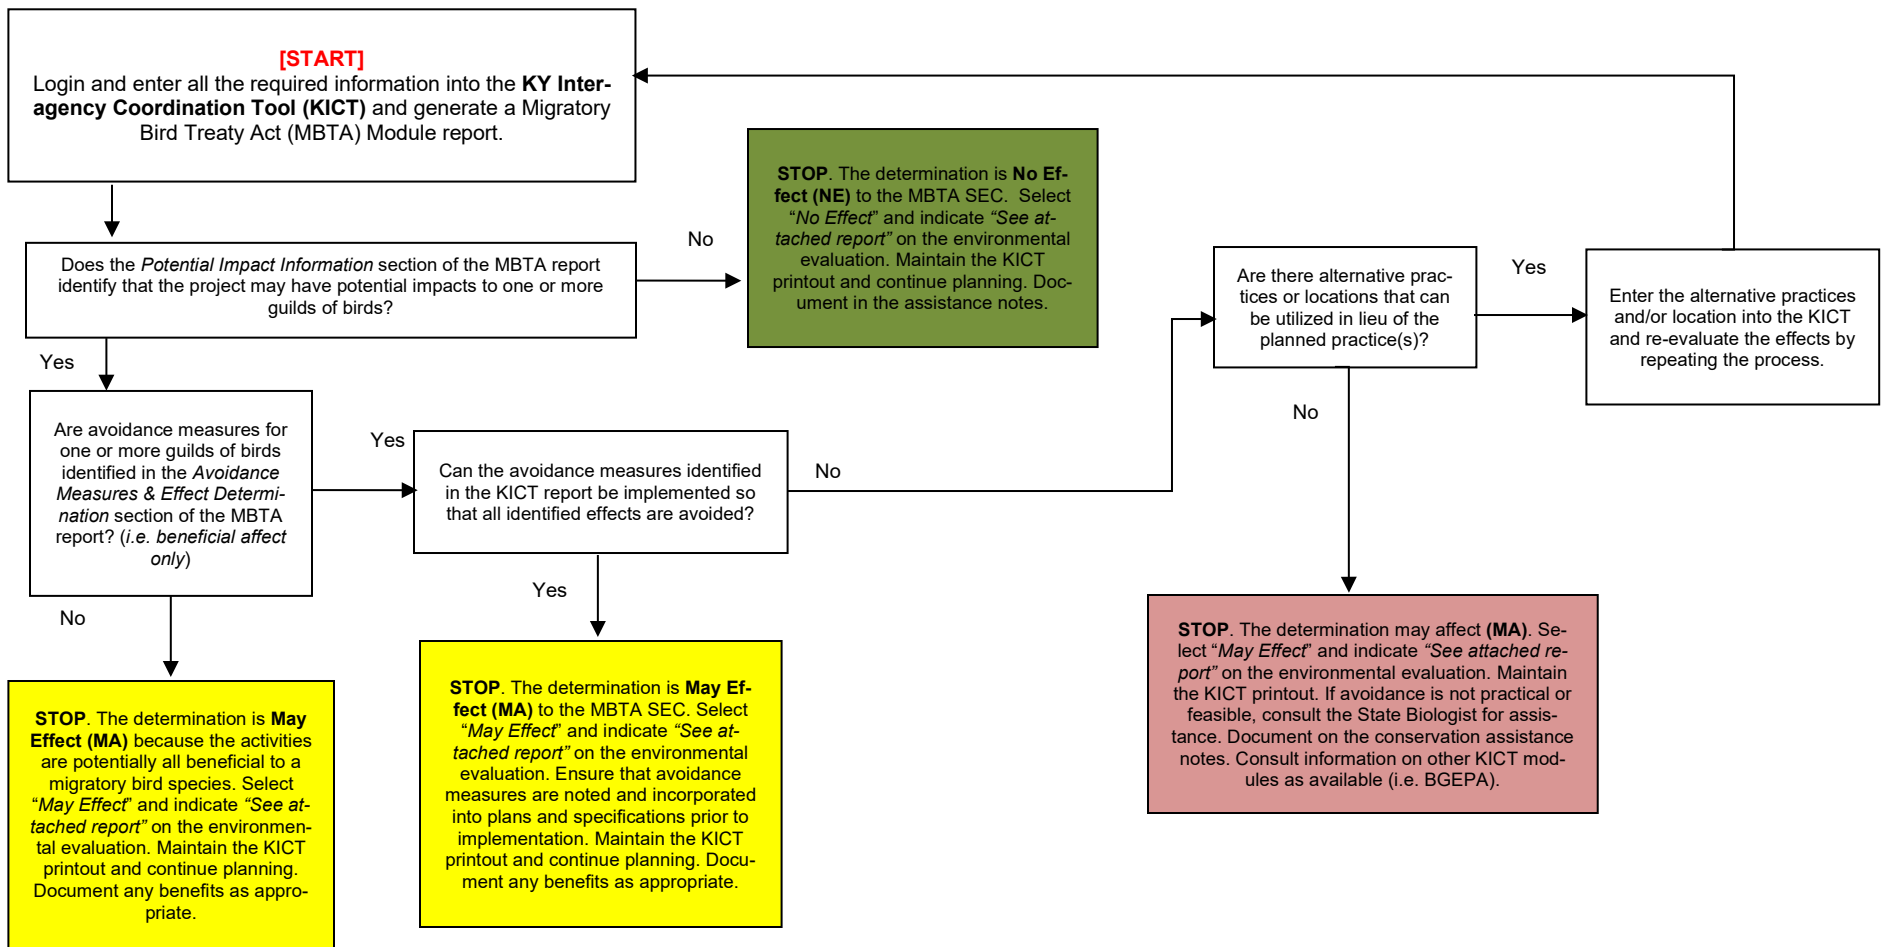 [START]
Login and enter all the required information into the KY Inter-
agency Coordination Tool (KICT) and generate a Migratory
Bird Treaty Act (MBTA) Module report.
Does the Potential Impact Information section of the MBTA report
identify that the project may have potential impacts to one or more
guilds of birds?
No
STOP. The determination is No Ef-
fect (NE) to the MBTA SEC. Select
“No Effect” and indicate “See at-
tached report” on the environmental
evaluation. Maintain the KICT
printout and continue planning. Doc-
ument in the assistance notes.
Yes
Are avoidance measures for
one or more guilds of birds
identified in the Avoidance
Measures & Effect Determi-
nation section of the MBTA
report? (i.e. beneficial affect
only)
Yes
Can the avoidance measures identified
in the KICT report be implemented so
that all identified effects are avoided?
No
Are there alternative prac-
tices or locations that can
be utilized in lieu of the
planned practice(s)?
Yes
Enter the alternative practices
and/or location into the KICT
and re-evaluate the effects by
repeating the process.
No
No
STOP. The determination is May
Effect (MA) because the activities
are potentially all beneficial to a
migratory bird species. Select
“May Effect” and indicate “See at-
tached report” on the environmen-
tal evaluation. Maintain the KICT
printout and continue planning.
Document any benefits as appro-
priate.
Yes
STOP. The determination is May Ef-
fect (MA) to the MBTA SEC. Select
“May Effect” and indicate “See at-
tached report” on the environmental
evaluation. Ensure that avoidance
measures are noted and incorporated
into plans and specifications prior to
implementation. Maintain the KICT
printout and continue planning. Docu-
ment any benefits as appropriate.
STOP. The determination may affect (MA). Se-
lect “May Effect” and indicate “See attached re-
port” on the environmental evaluation. Maintain
the KICT printout. If avoidance is not practical or
feasible, consult the State Biologist for assis-
tance. Document on the conservation assistance
notes. Consult information on other KICT mod-
ules as available (i.e. BGEPA).